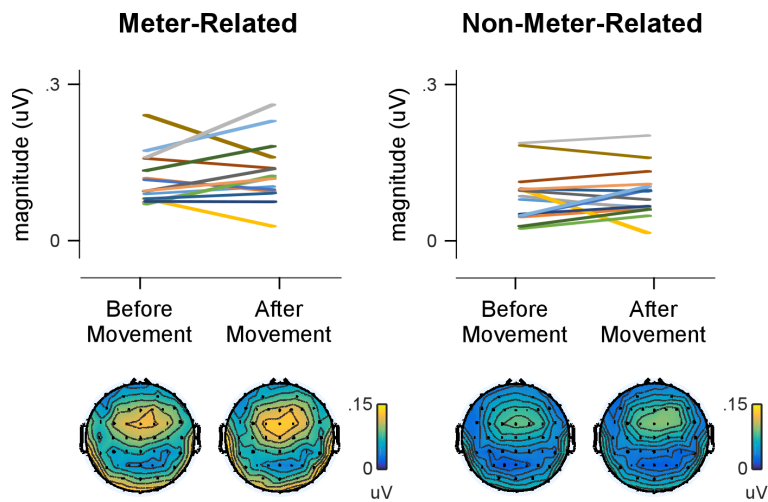 Meter-Related
Non-Meter-Related
magnitude (uV)
.3
0
Before
Movement
After
Movement
magnitude (uV)
.3
0
Before
Movement
After
Movement
.15
0
uV
.15
0
uV